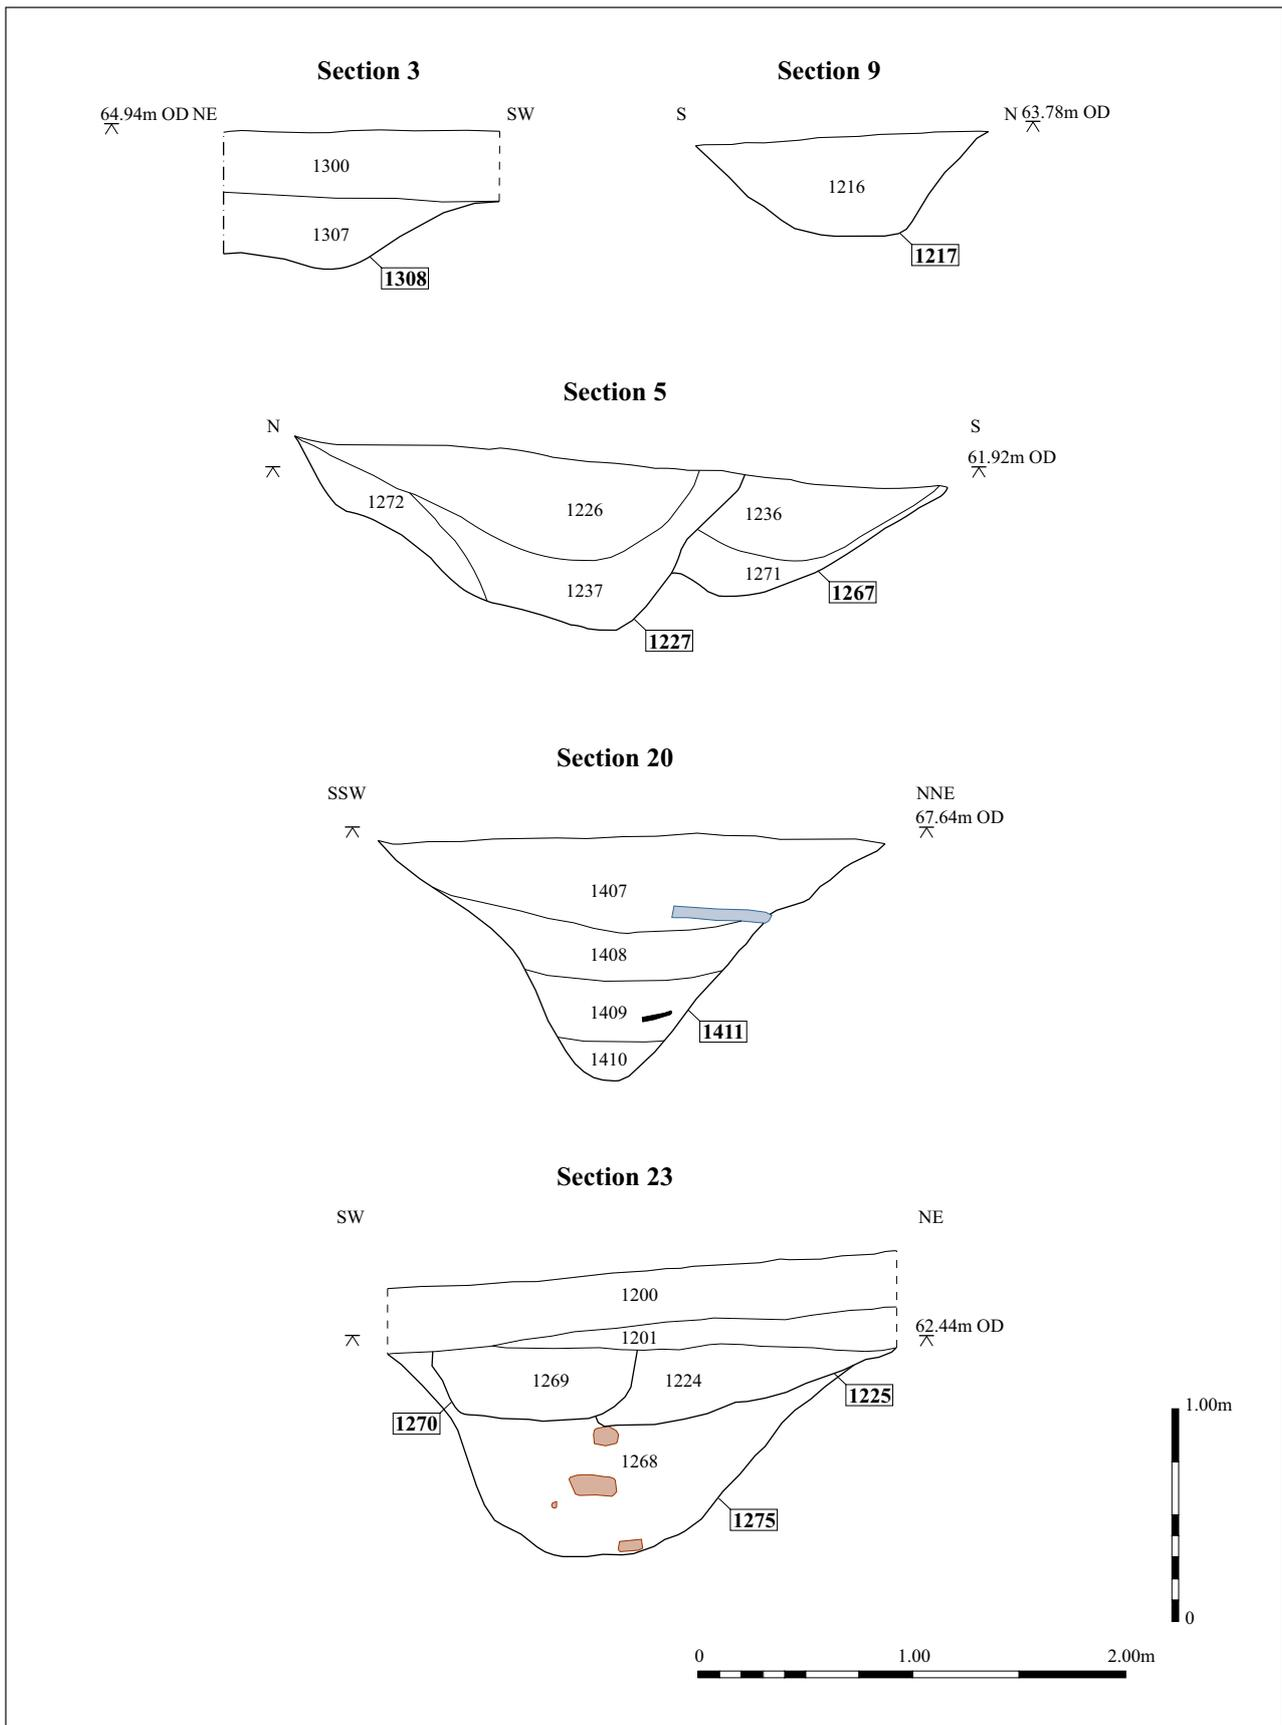 Section 3
64.94m OD NE
SW
1300
1307
1308
Section 9
S
N 63.78m OD
1216
1217
Section 5
N
S
61.92m OD
1272
1226
1236
1237
1271
1267
1227
Section 20
SSW
NNE
67.64m OD
1407
1408
1409
1411
1410
Section 23
SW
NE
1200
62.44m OD
1201
1269
1224
1225
1270
1268
1275
1.00m
0
0
1.00
2.00m